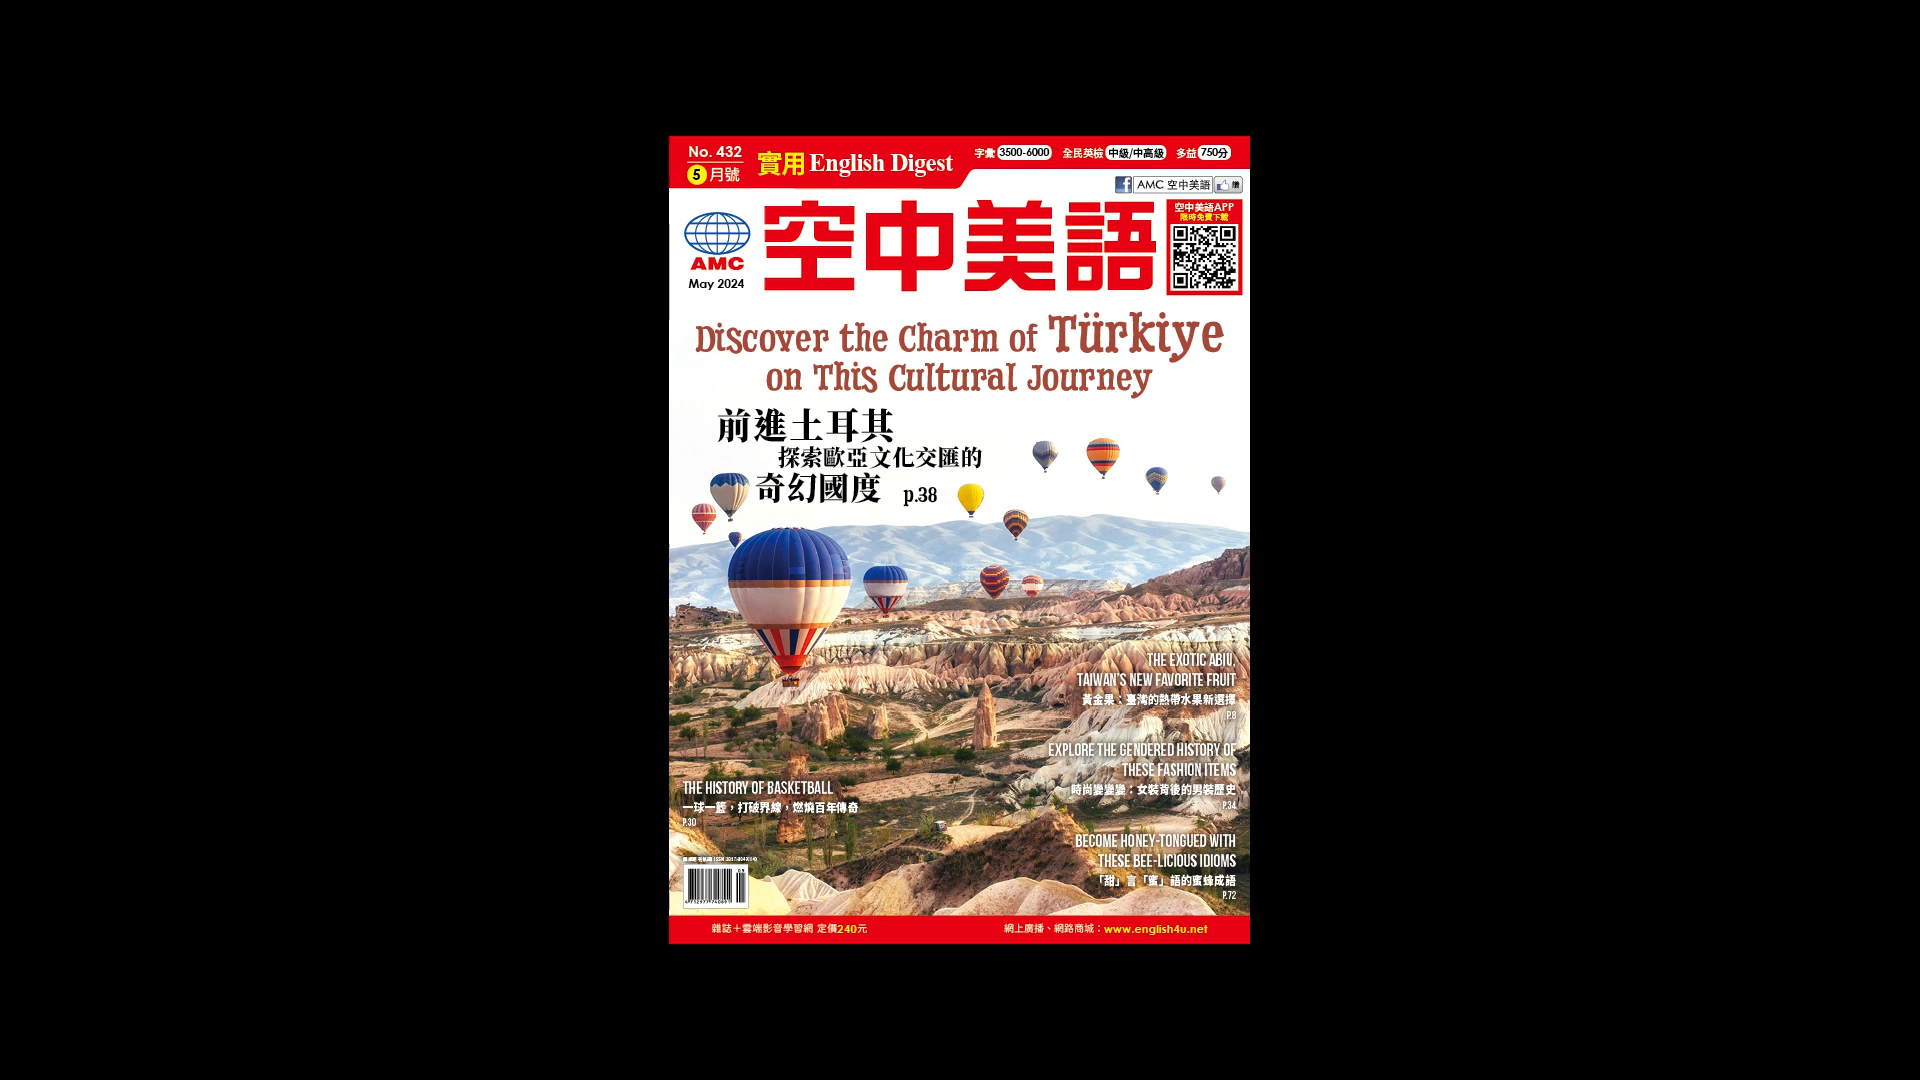 No. 432
5月號
實用English Digest
字彙 3500-6000 全民英檢 中級/中高級 多益 750分
AMC 空中美語 讚
AMC
May 2024
空中美語
空中美語APP
限時免費下載
Discover the Charm of Türkiye
on This Cultural Journey
前進土耳其
探索歐亞文化交匯的
奇幻國度 p.38
THE EXOTIC ABIU,
TAIWAN'S NEW FAVORITE FRUIT
黃金果:臺灣的熱帶水果新選擇
P.8
EXPLORE THE GENDERED HISTORY OF
THESE FASHION ITEMS
時尚變變變:女裝背後的男裝歷史
P.34
THE HISTORY OF BASKETBALL
一球一籃,打破界線,燃燒百年傳奇
P.30
BECOME HONEY-TONGUED WITH
THESE BEE-LICIOUS IDIOMS
「甜」言「蜜」語的蜜蜂成語
P.72
雜誌+雲端影音學習網 定價240元
網上廣播、網路商城:www.english4u.net